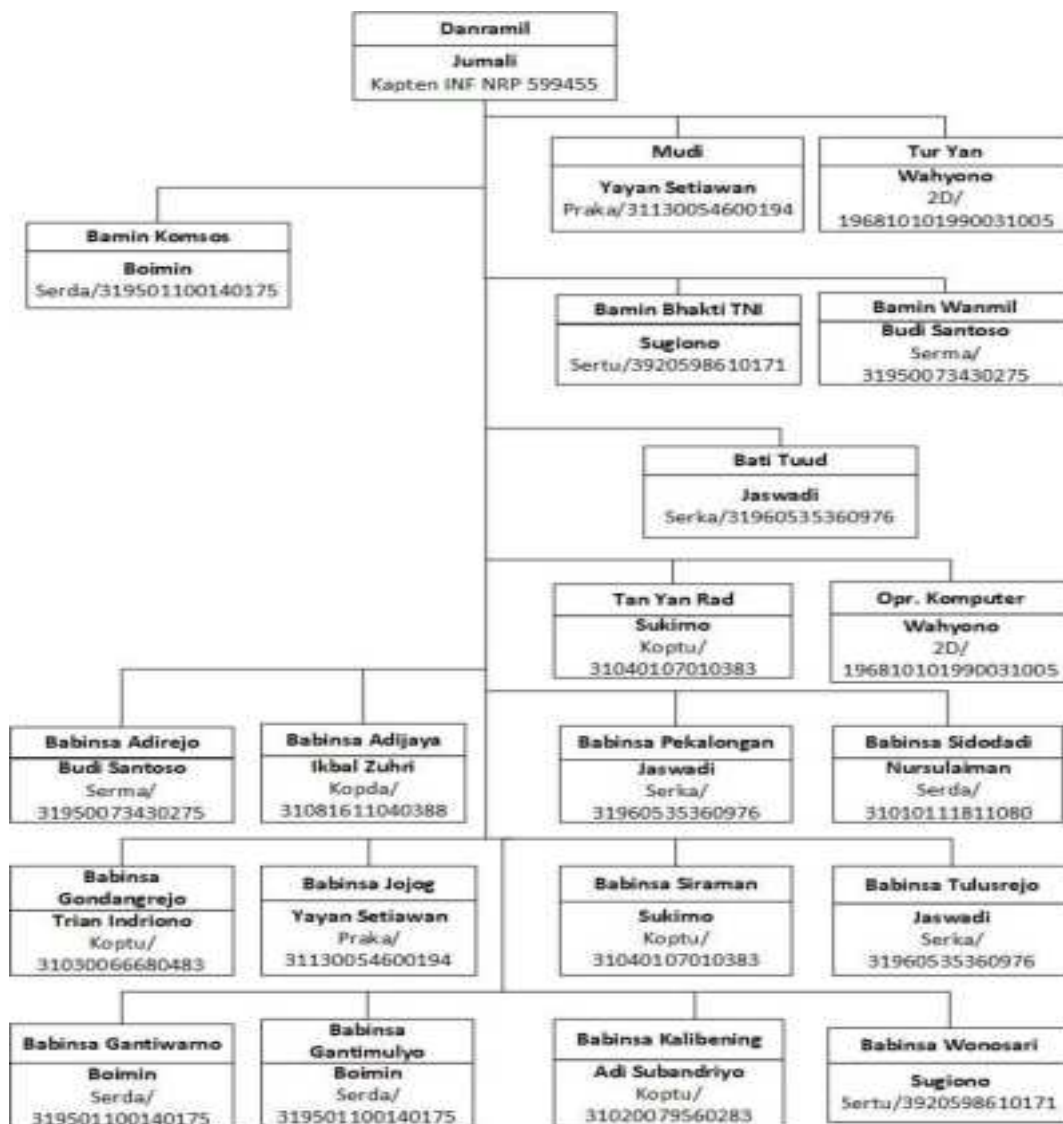 Danramil
Jumali
Kapten INF NRP 599455
Mudi
Yayan Setiawan
Praka/31130054600194
Tur Yan
Wahyono
2D/
196810101990031005
Bamin Komsos
Boimin
Serda/319501100140175
Bamin Bhakti TNI
Sugiono
Sertu/3920598610171
Bamin Wanmil
Budi Santoso
Serma/
31950073430275
Bati Tuud
Jaswadi
Serka/31960535360976
Tan Yan Rad
Sukirno
Koptu/
31040107010383
Opr. Komputer
Wahyono
2D/
196810101990031005
Babinsa Adirejo
Budi Santoso
Serma/
31950073430275
Babinsa Adijaya
Ikbal Zuhri
Kopda/
31081611040388
Babinsa Pekalongan
Jaswadi
Serka/
31960535360976
Babinsa Sidodadi
Nursulaiman
Serda/
31010111811080
Babinsa
Gondangrejo
Trian Indriono
Koptu/
31030066680483
Babinsa Jojog
Yayan Setiawan
Praka/
31130054600194
Babinsa Siraman
Sukirno
Koptu/
31040107010383
Babinsa Tulusrejo
Jaswadi
Serka/
31960535360976
Babinsa Gantiwarno
Boimin
Serda/
319501100140175
Babinsa
Gantimulyo
Boimin
Serda/
319501100140175
Babinsa Kalibening
Adi Subandriyo
Koptu/
31020079560283
Babinsa Wonosari
Sugiono
Sertu/3920598610171